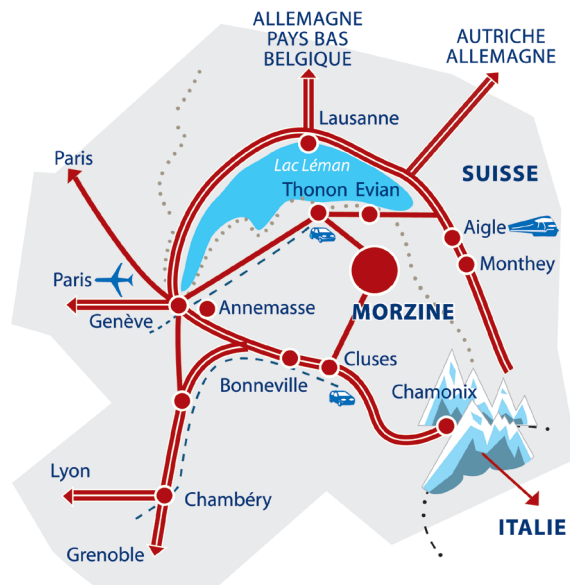 ALLEMAGNE
PAYS BAS
BELGIQUE
AUTRICHE
ALLEMAGNE
Lausanne
Paris
Lac Léman
SUISSE
Thonon Evian
Aigle
Paris
Monthey
Annemasse
MORZINE
Genève
Cluses
Bonneville
Chamonix
Lyon
Chambéry
ITALIE
Grenoble